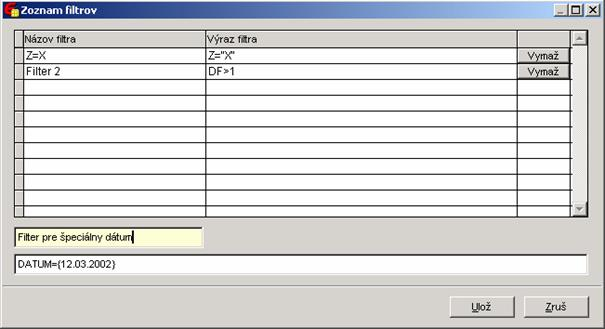 Zoznam filtrov
Názov filtra Výraz filtra
Z=X Z="X" Vymaž
Filter 2 DF>1 Vymaž
Filter pre špeciálny dátum
DATUM={12.03.2002}
Ulož Zruš